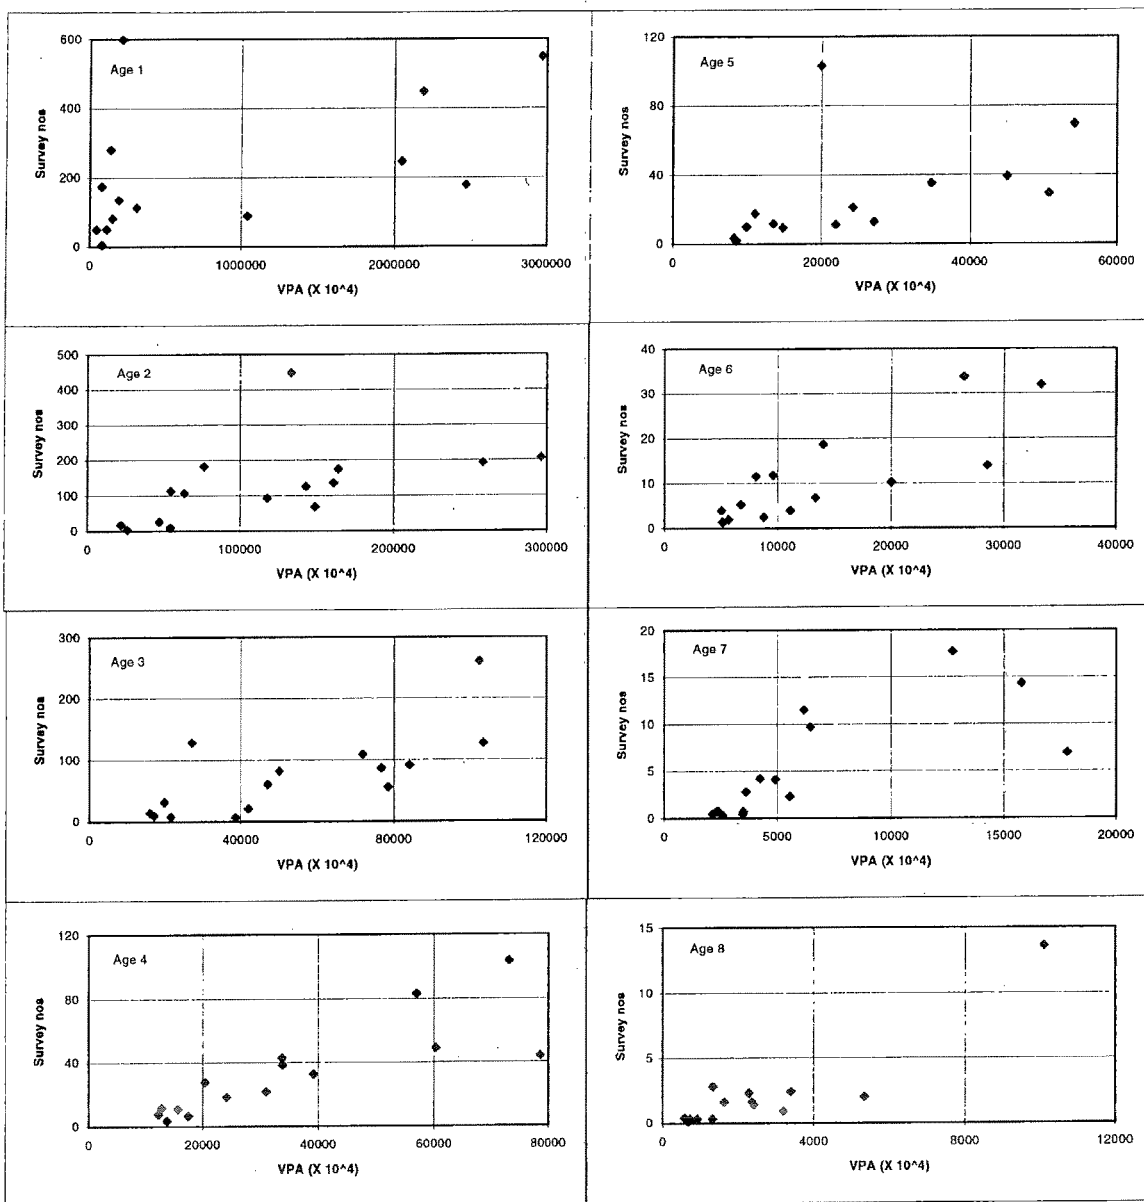 600
400
200
0
Survey nos
Age 1
0 1000000 2000000 3000000
VPA (X 10^4)
120
80
40
0
Survey nos
Age 5
0 20000 40000 60000
VPA (X 10^4)
500
400
300
200
100
0
Survey nos
Age 2
0 100000 200000 300000
VPA (X 10^4)
40
30
20
10
0
Survey nos
Age 6
0 10000 20000 30000 40000
VPA (X 10^4)
300
200
100
0
Survey nos
Age 3
0 40000 80000 120000
VPA (X 10^4)
20
15
10
5
0
Survey nos
Age 7
0 5000 10000 15000 20000
VPA (X 10^4)
120
80
40
0
Survey nos
Age 4
0 20000 40000 60000 80000
VPA (X 10^4)
15
10
5
0
Survey nos
Age 8
0 4000 8000 12000
VPA (X 10^4)